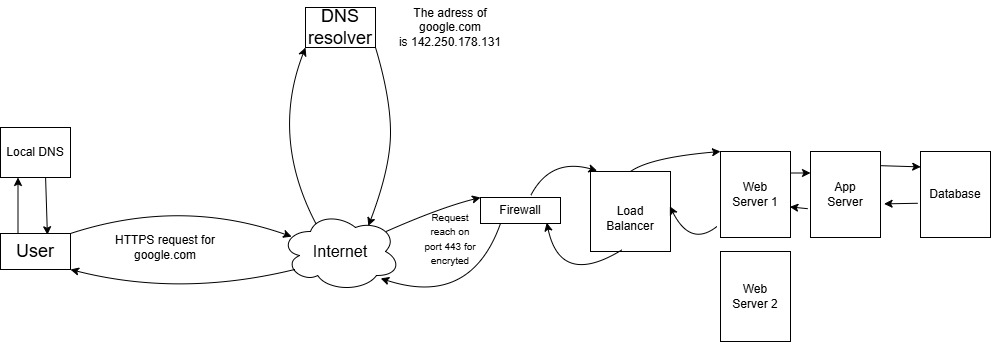 DNS
resolver
The adress of
google.com
is 142.250.178.131
Local DNS
User
HTTPS request for
google.com
Internet
Request
reach on
port 443 for
encryted
Firewall
Load
Balancer
Web
Server 1
App
Server
Database
Web
Server 2